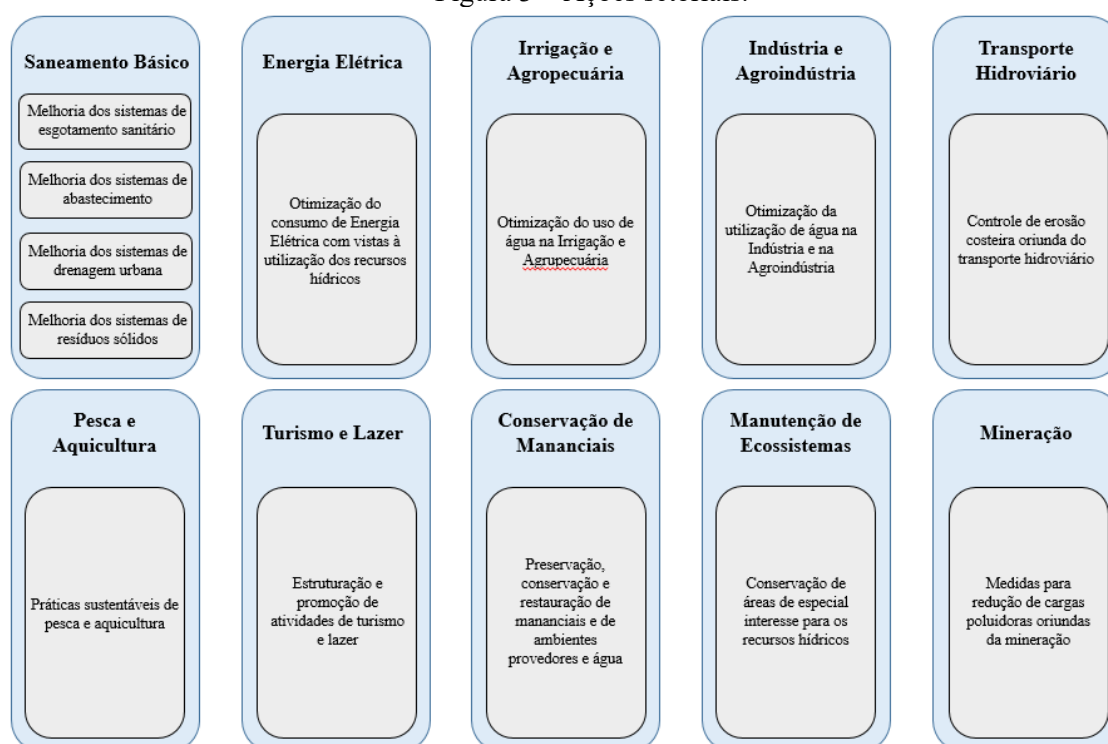 Saneamento Básico
Melhoria dos sistemas de
esgotamento sanitário
Melhoria dos sistemas de
abastecimento
Melhoria dos sistemas de
drenagem urbana
Melhoria dos sistemas de
resíduos sólidos
Energia Elétrica
Otimização do
consumo de Energia
Elétrica com vistas à
utilização dos recursos
hídricos
Irrigação e
Agropecuária
Otimização do uso de
água na Irrigação e
Agrupecuária
Indústria e
Agroindústria
Otimização da
utilização de água na
Indústria e na
Agroindústria
Transporte
Hidroviário
Controle de erosão
costeira oriunda do
transporte hidroviário
Pesca e
Aquicultura
Práticas sustentáveis de
pesca e aquicultura
Turismo e Lazer
Estruturação e
promoção de
atividades de turismo
e lazer
Conservação de
Mananciais
Preservação,
conservação e
restauração de
mananciais e de
ambientes
provedores e água
Manutenção de
Ecossistemas
Conservação de
áreas de especial
interesse para os
recursos hídricos
Mineração
Medidas para
redução de cargas
poluidoras oriundas
da mineração